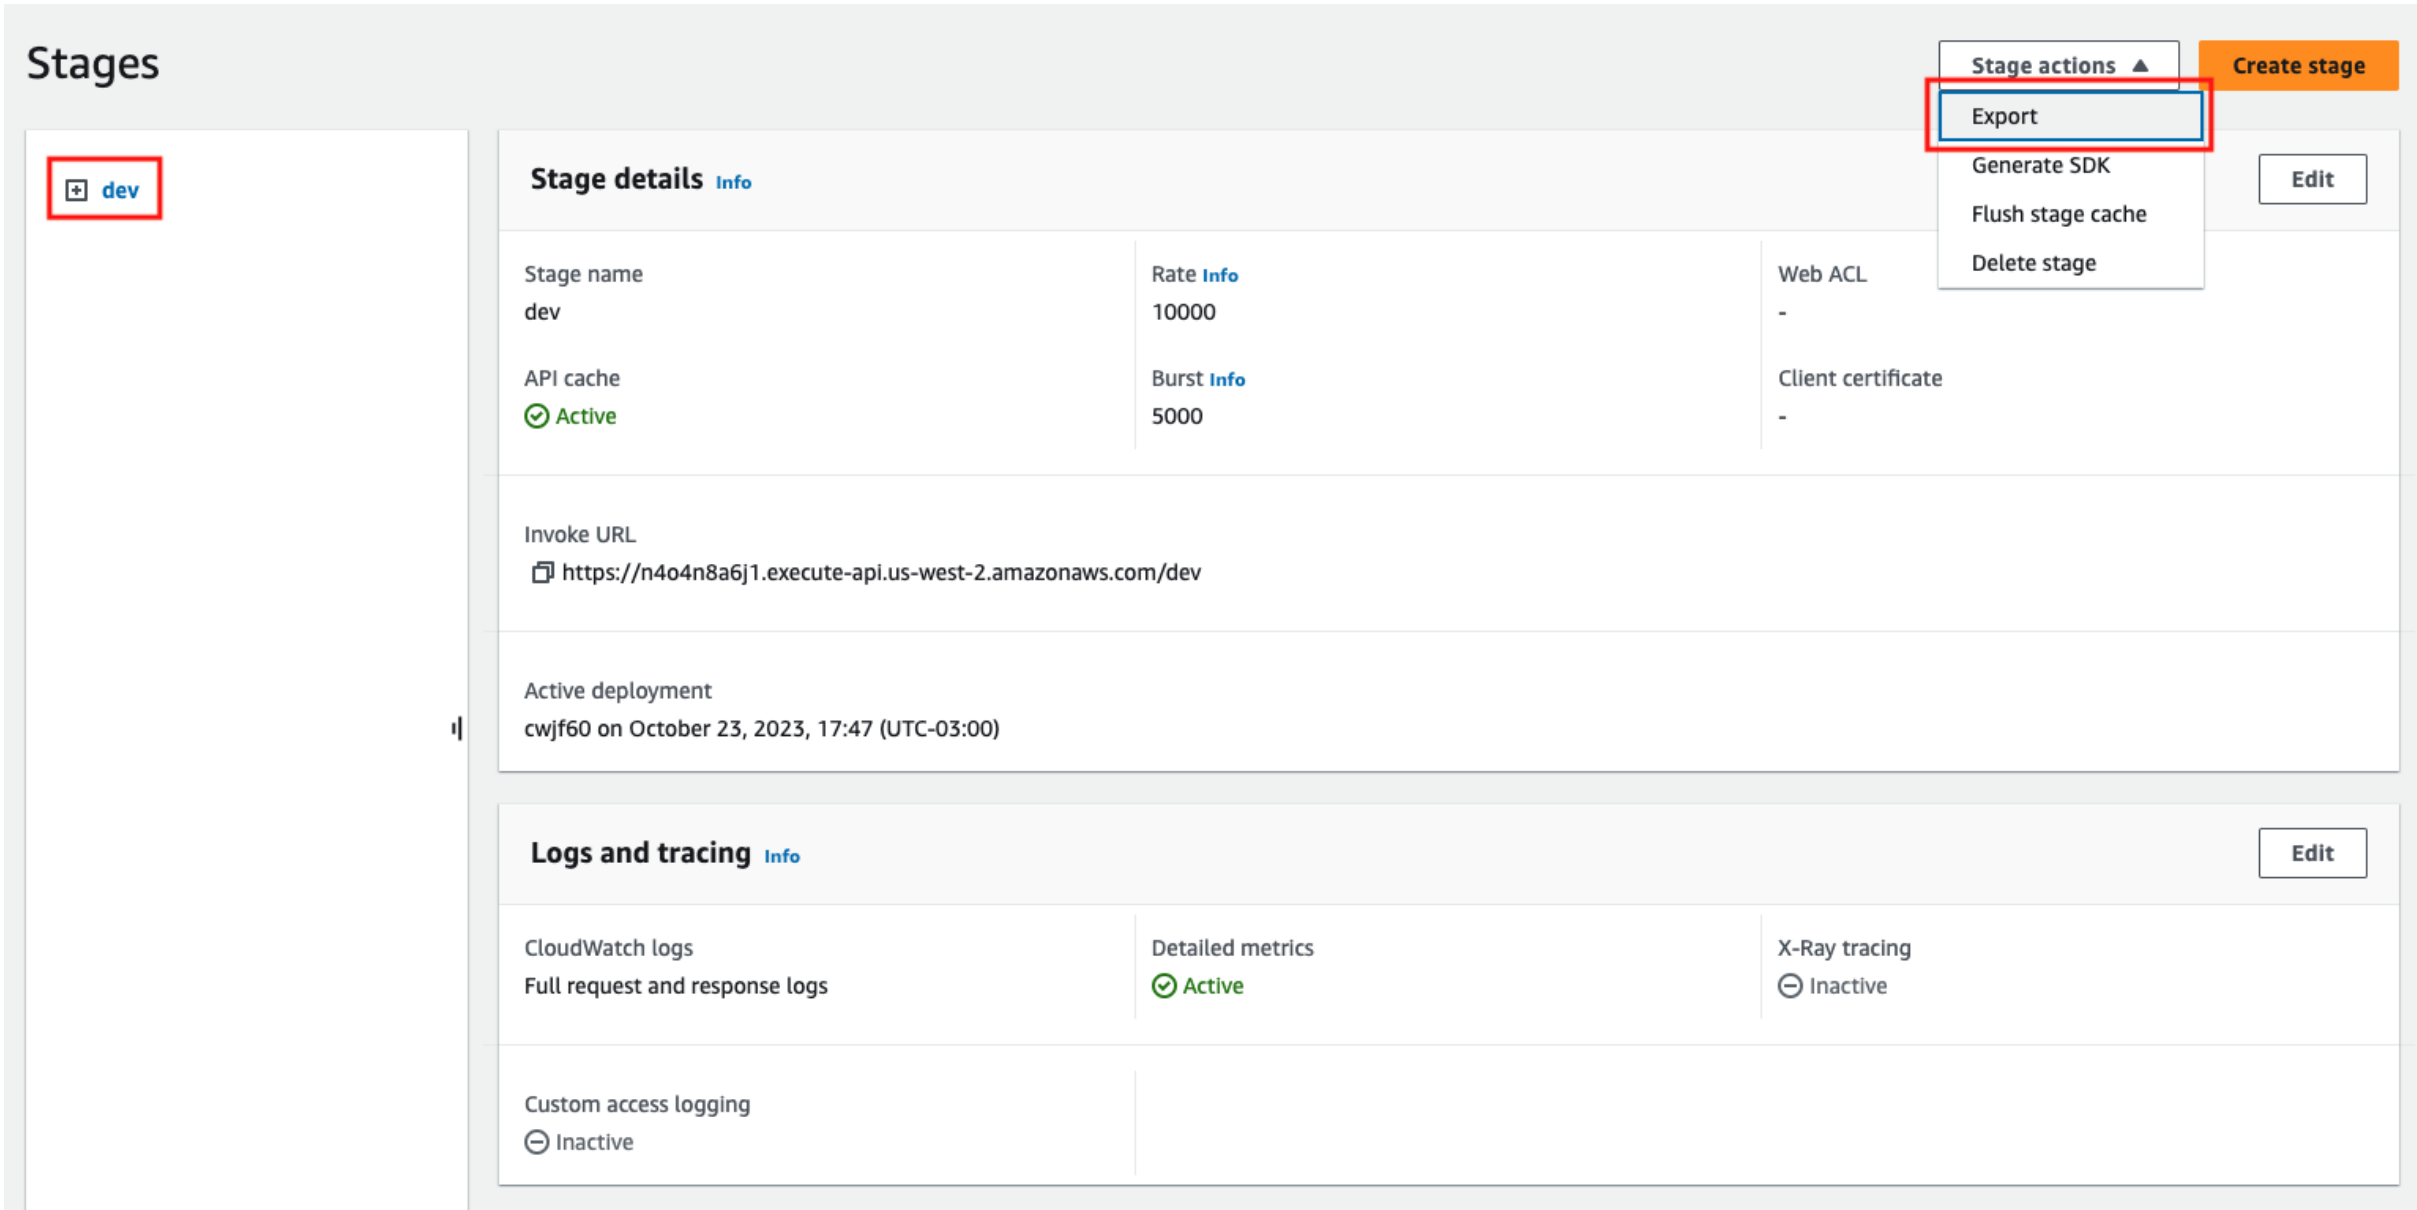 Stages
Stage actions
Create stage
Export
Generate SDK
Flush stage cache
Delete stage
dev
Stage details Info
Edit
Stage name
dev
Rate Info
10000
Web ACL
-
API cache
Active
Burst Info
5000
Client certificate
-
Invoke URL
https://n4o4n8a6j1.execute-api.us-west-2.amazonaws.com/dev
Active deployment
cwjf60 on October 23, 2023, 17:47 (UTC-03:00)
Logs and tracing Info
Edit
CloudWatch logs
Full request and response logs
Detailed metrics
Active
X-Ray tracing
Inactive
Custom access logging
Inactive